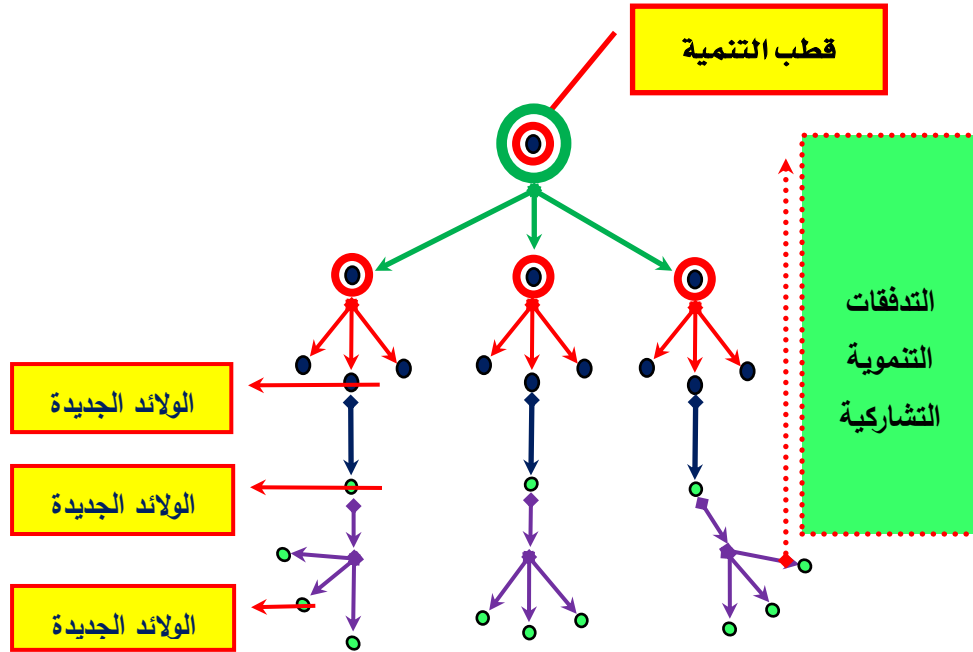 قطب التنمية
التدفقات
التنموية
التشاركية
الولائد الجديدة
الولائد الجديدة
الولائد الجديدة